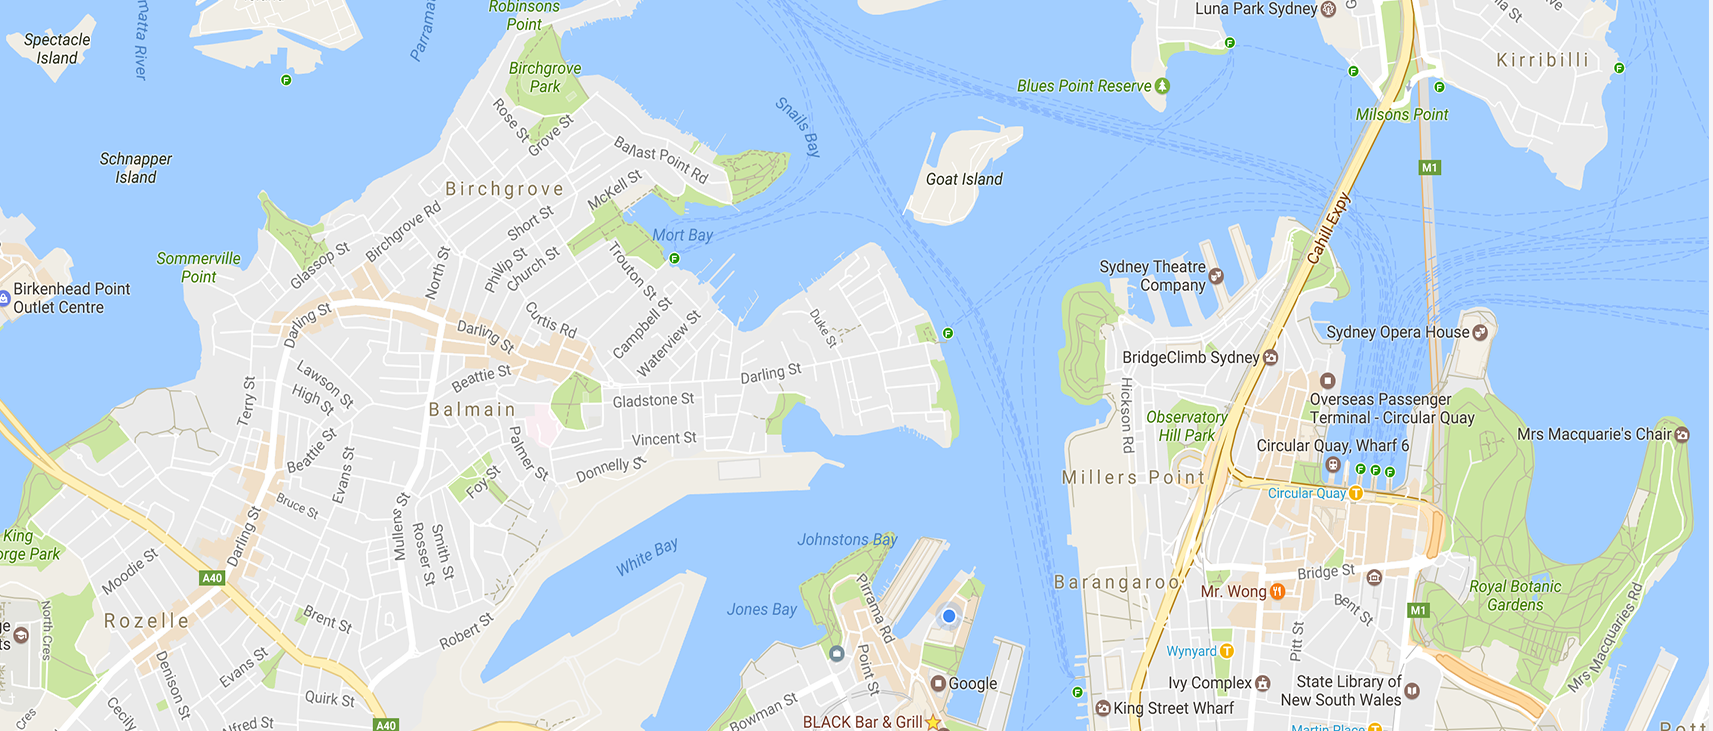 Robinsons
Point
Luna Park Sydney
Spectacle
Island
matta River
Parramat
Birchgrove
Park
Kirribilli
Blues Point Reserve
Milsons Point
Rose St
Grove St
Snails Bay
Ballast Point Rd
Schnapper
Island
M1
Goat Island
Birchgrove
McKell St
Birchgrove Rd
Short St
Mort Bay
Cahill Expy
Sommerville
Point
Glassop St
North St
Phillip St
Church St
Trouton St
Sydney Theatre
Company
Birkenhead Point
Outlet Centre
Darling St
Darling St
Curtis Rd
Campbell St
Waterview St
Duke St
Sydney Opera House
BridgeClimb Sydney
Lawson St
High St
Terry St
Beattie St
Darling St
Gladstone St
Balmain
Hickson Rd
Overseas Passenger
Terminal - Circular Quay
Observatory
Hill Park
Mrs Macquarie's Chair
Circular Quay, Wharf 6
Vincent St
Beattie St
Evans St
Palmer St
Donnelly St
Foy St
Millers Point
Circular Quay
Bruce St
Mullens St
Smith St
Rosser St
Darling St
King
orge Park
White Bay
Johnstons Bay
Moodie St
A40
Barangaroo
Bridge St
Mr. Wong
Bent St
Royal Botanic
Gardens
M1
Jones Bay
Pirrama Rd
North Cres
Rozelle
Brent St
Robert St
Pitt St
Mrs Macquaries Rd
Wynyard
Point St
Denison St
Evans St
Quirk St
Google
Ivy Complex
State Library of
New South Wales
King Street Wharf
Bowman St
BLACK Bar & Grill
Cecily
Alfred St
A40
Cres
Martin Place
Pott
ge
ts